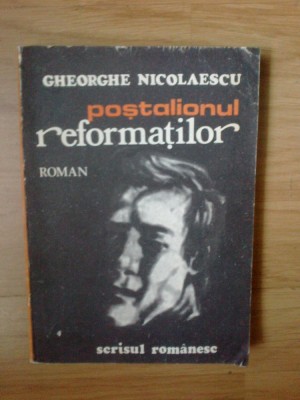 GHEORGHE NICOLAESCU
poștalionul
reformaților
ROMAN
scrisul românesc